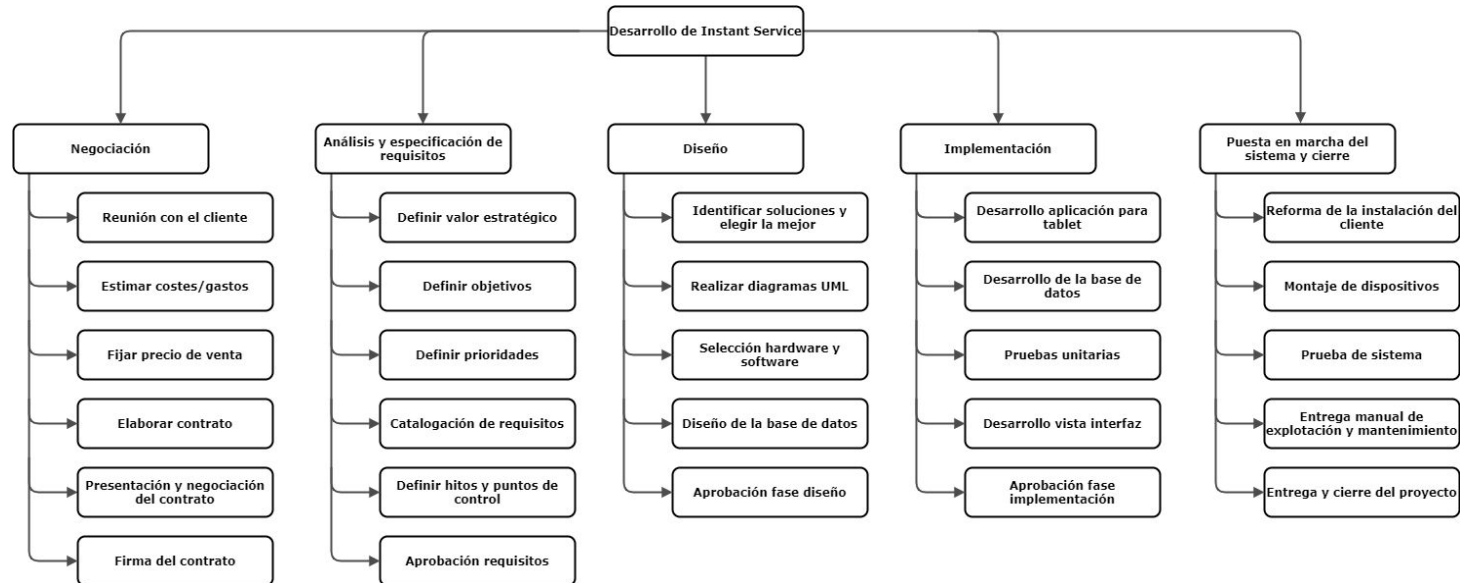 Desarrollo de Instant Service
Negociación
Reunión con el cliente
Estimar costes/gastos
Fijar precio de venta
Elaborar contrato
Presentación y negociación
del contrato
Firma del contrato
Análisis y especificación de
requisitos
Definir valor estratégico
Definir objetivos
Definir prioridades
Catalogación de requisitos
Definir hitos y puntos de
control
Aprobación requisitos
Diseño
Identificar soluciones y
elegir la mejor
Realizar diagramas UML
Selección hardware y
software
Diseño de la base de datos
Aprobación fase diseño
Implementación
Desarrollo aplicación para
tablet
Desarrollo de la base de
datos
Pruebas unitarias
Desarrollo vista interfaz
Aprobación fase
implementación
Puesta en marcha del
sistema y cierre
Reforma de la instalación del
cliente
Montaje de dispositivos
Prueba de sistema
Entrega manual de
explotación y mantenimiento
Entrega y cierre del proyecto